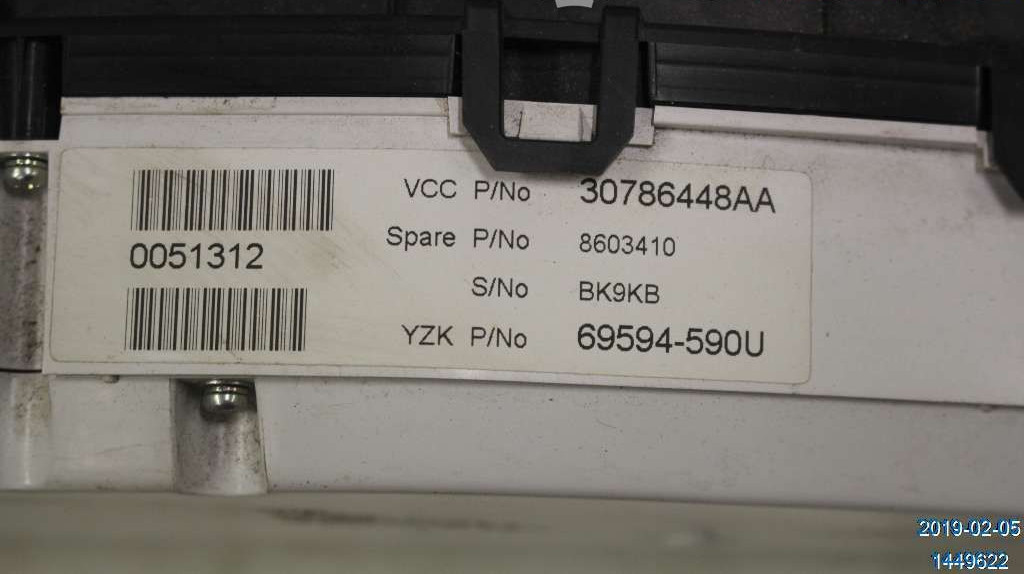 VCC P/No 30786448AA
Spare P/No 8603410
0051312
S/No BK9KB
YZK P/No 69594-590U
2019-02-05
1449622